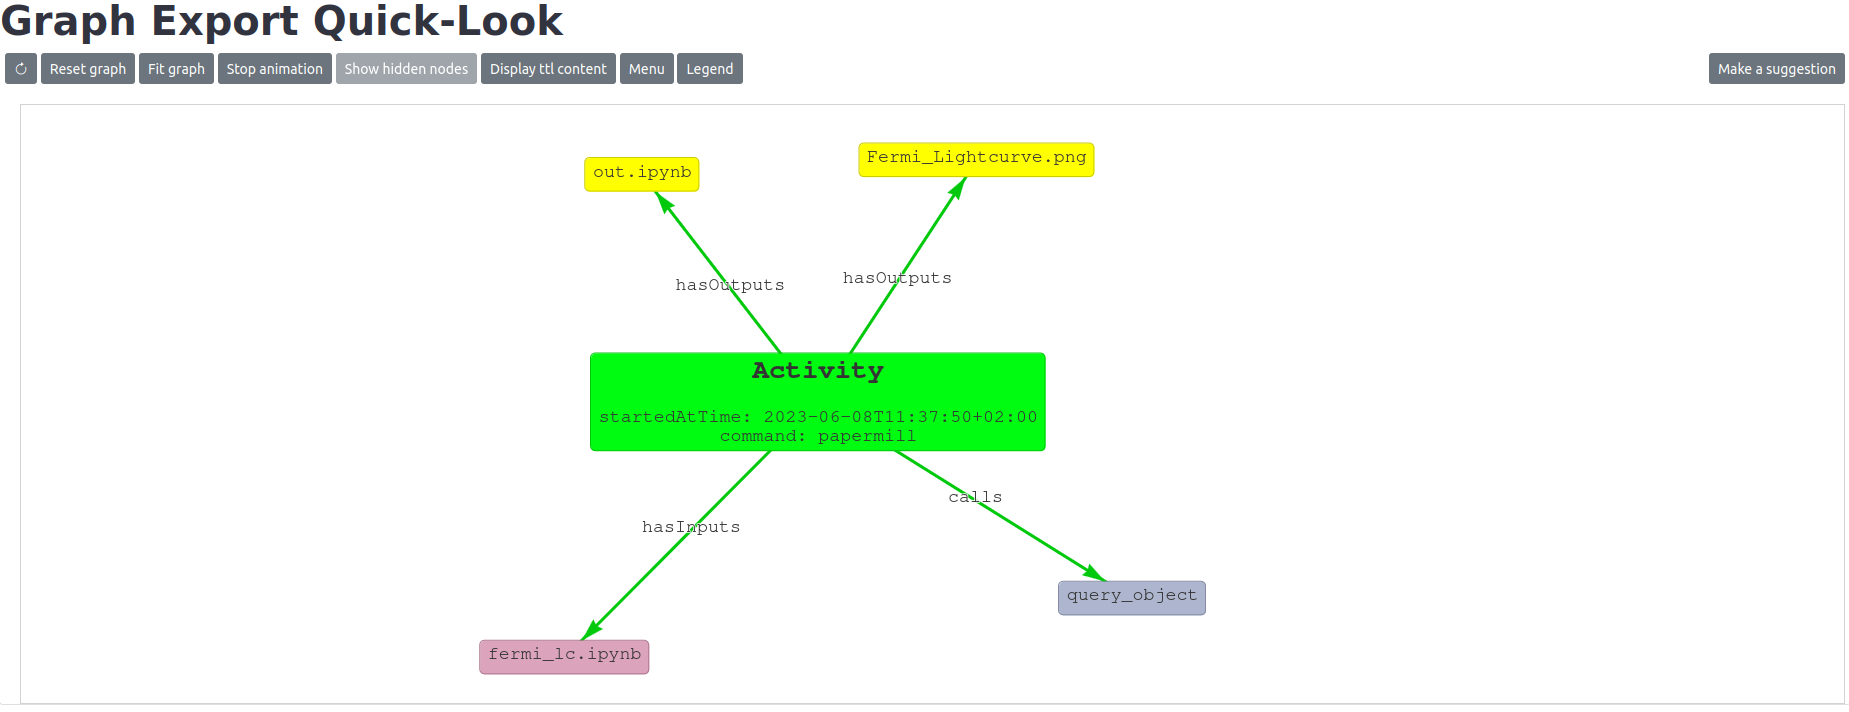 Graph Export Quick-Look
Reset graph
Fit graph
Stop animation
Show hidden nodes
Display ttl content
Menu
Legend
Make a suggestion
out.ipynb
Fermi_Lightcurve.png
hasOutputs
hasOutputs
Activity
startedAtTime: 2023-06-08T11:37:50+02:00
command: papermill
calls
hasInputs
query_object
fermi_lc.ipynb